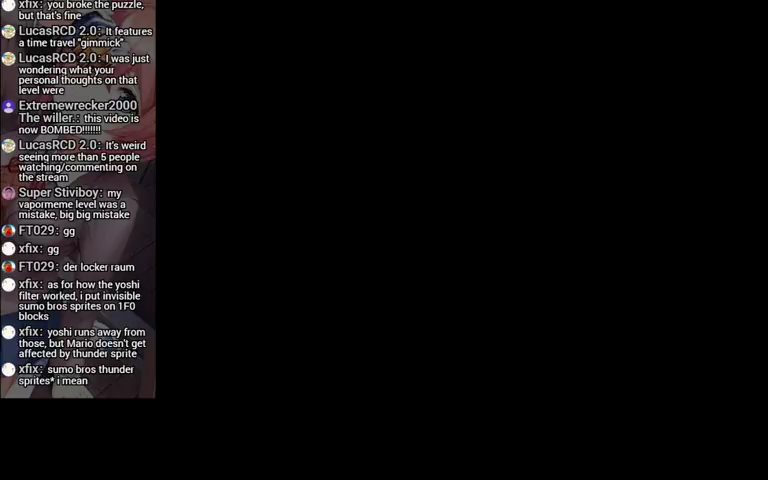 xfix: you broke the puzzle,
but that's fine
LucasRCD 2.0: It features
a time travel "gimmick"
LucasRCD 2.0: I was just
wondering what your
personal thoughts on that
level were
Extremewrecker2000
The willer.: this video is
now BOMBED!!!!!!!
LucasRCD 2.0: It's weird
seeing more than 5 people
watching/commenting on
the stream
Super Stiviboy: my
vapormeme level was a
mistake, big big mistake
FT029: gg
xfix: gg
FT029: der locker raum
xfix: as for how the yoshi
filter worked, i put invisible
sumo bros sprites on 1F0
blocks
xfix: yoshi runs away from
those, but Mario doesn't get
affected by thunder sprite
xfix: sumo bros thunder
sprites* i mean